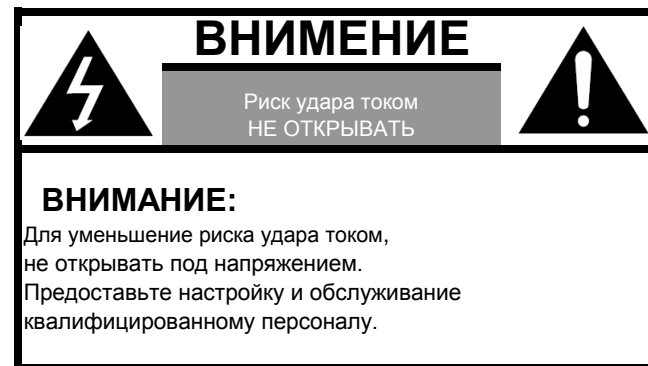 ВНИМЕНИЕ
Риск удара током
НЕ ОТКРЫВАТЬ
ВНИМАНИЕ:
Для уменьшение риска удара током,
не открывать под напряжением.
Предоставьте настройку и обслуживание
квалифицированному персоналу.